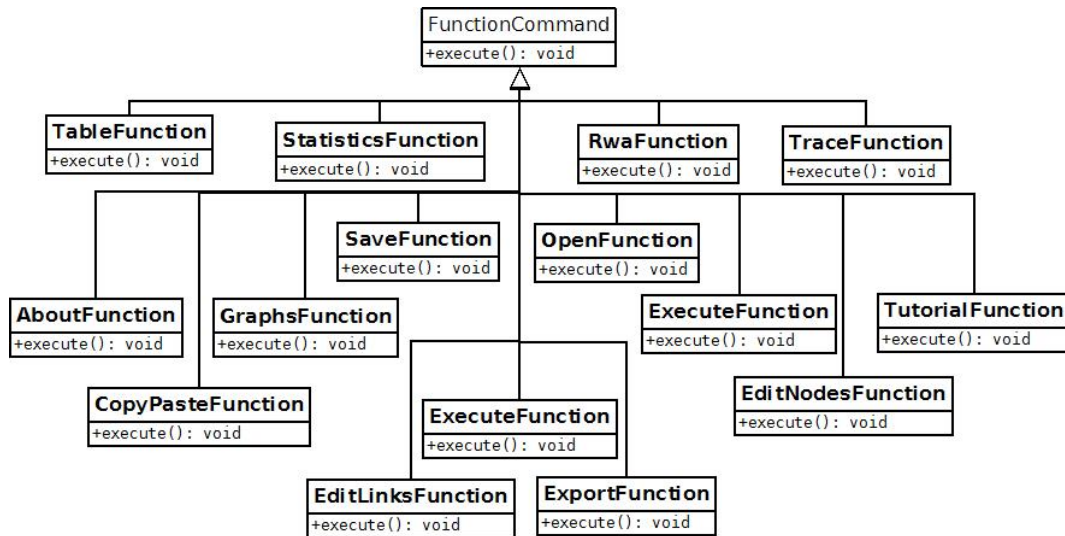 FunctionCommand
+execute(): void
TableFunction
+execute(): void
StatisticsFunction
+execute(): void
RwaFunction
+execute(): void
TraceFunction
+execute(): void
SaveFunction
+execute(): void
OpenFunction
+execute(): void
AboutFunction
+execute(): void
GraphsFunction
+execute(): void
ExecuteFunction
+execute(): void
TutorialFunction
+execute(): void
CopyPasteFunction
+execute(): void
ExecuteFunction
+execute(): void
EditNodesFunction
+execute(): void
EditLinksFunction
+execute(): void
ExportFunction
+execute(): void